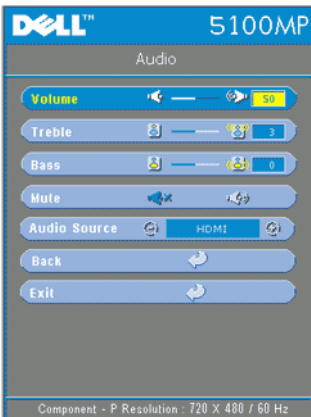 DELL™ 5100MP
Audio
Volume 50
Treble 3
Bass 0
Mute
Audio Source HDMI
Back
Exit
Component - P Resolution : 720 X 480 / 60 Hz